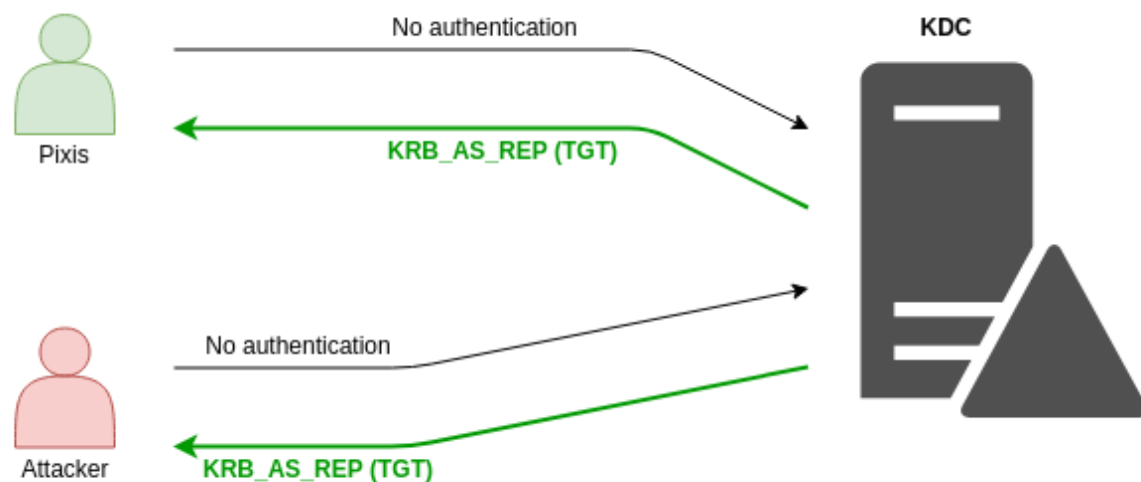 No authentication
KDC
KRB_AS_REP (TGT)
Pixis
No authentication
KRB_AS_REP (TGT)
Attacker